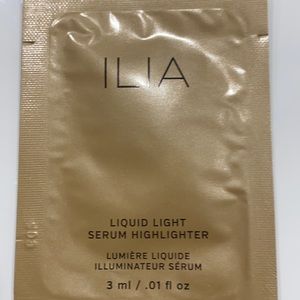 ILIA
LIQUID LIGHT
SERUM HIGHLIGHTER
LUMIÈRE LIQUIDE
ILLUMINATEUR SÉRUM
3 ml / .01 fl oz